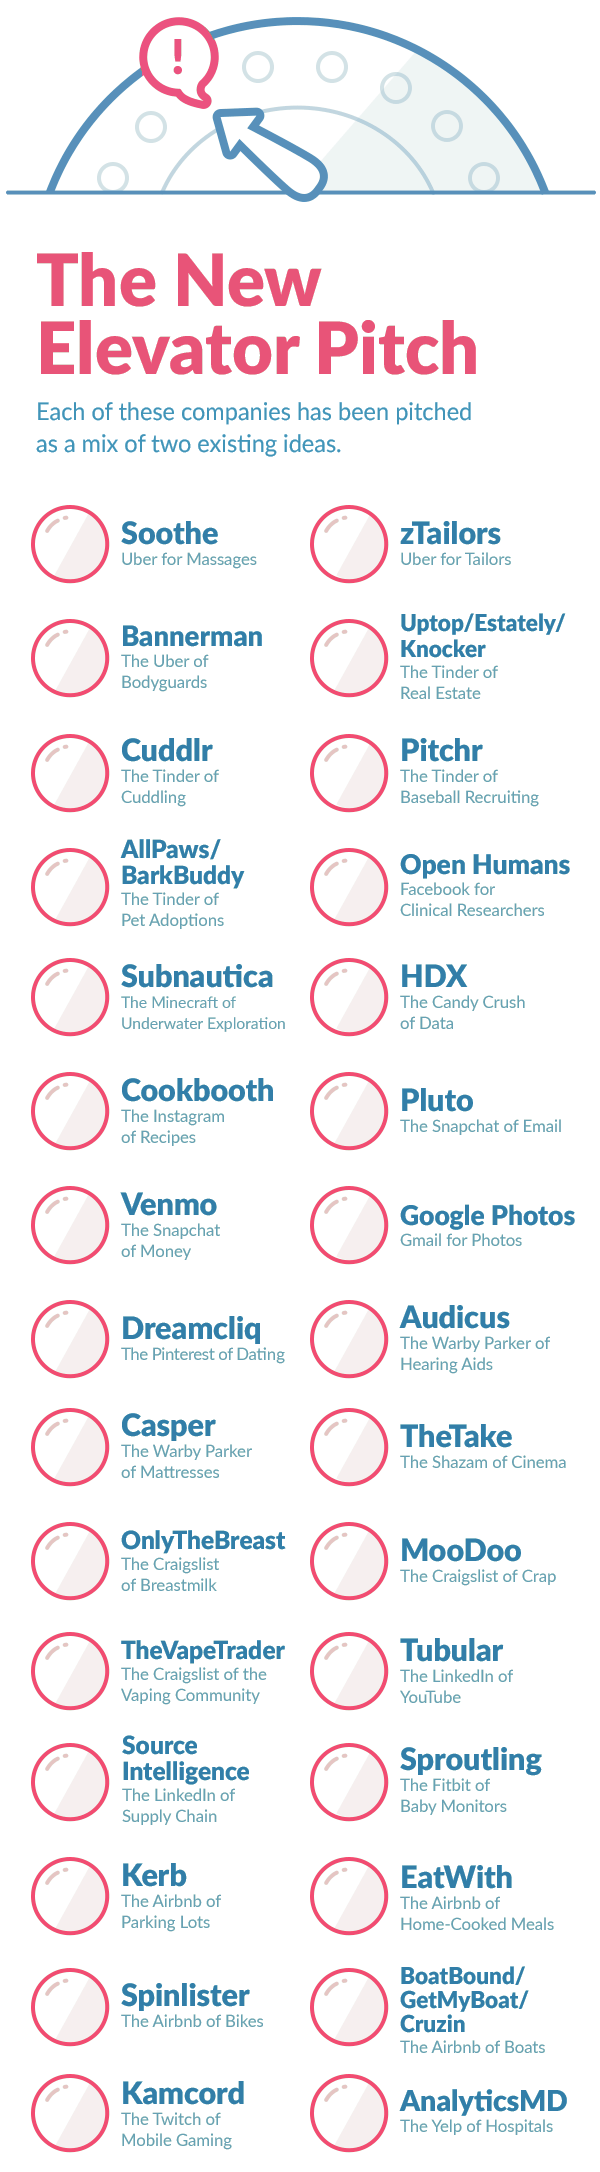 !
The New
Elevator Pitch
Each of these companies has been pitched
as a mix of two existing ideas.
Soothe
Uber for Massages
zTailors
Uber for Tailors
Bannerman
The Uber of
Bodyguards
Uptop/Estately/
Knocker
The Tinder of
Real Estate
Cuddlr
The Tinder of
Cuddling
Pitchr
The Tinder of
Baseball Recruiting
AllPaws/
BarkBuddy
The Tinder of
Pet Adoptions
Open Humans
Facebook for
Clinical Researchers
Subnautica
The Minecraft of
Underwater Exploration
HDX
The Candy Crush
of Data
Cookbooth
The Instagram
of Recipes
Pluto
The Snapchat of Email
Venmo
The Snapchat
of Money
Google Photos
Gmail for Photos
Dreamcliq
The Pinterest of Dating
Audicus
The Warby Parker of
Hearing Aids
Casper
The Warby Parker
of Mattresses
TheTake
The Shazam of Cinema
OnlyTheBreast
The Craigslist
of Breastmilk
MooDoo
The Craigslist of Crap
TheVapeTrader
The Craigslist of the
Vaping Community
Tubular
The LinkedIn of
YouTube
Source
Intelligence
The LinkedIn of
Supply Chain
Sproutling
The Fitbit of
Baby Monitors
Kerb
The Airbnb of
Parking Lots
EatWith
The Airbnb of
Home-Cooked Meals
Spinlister
The Airbnb of Bikes
BoatBound/
GetMyBoat/
Cruzin
The Airbnb of Boats
Kamcord
The Twitch of
Mobile Gaming
AnalyticsMD
The Yelp of Hospitals